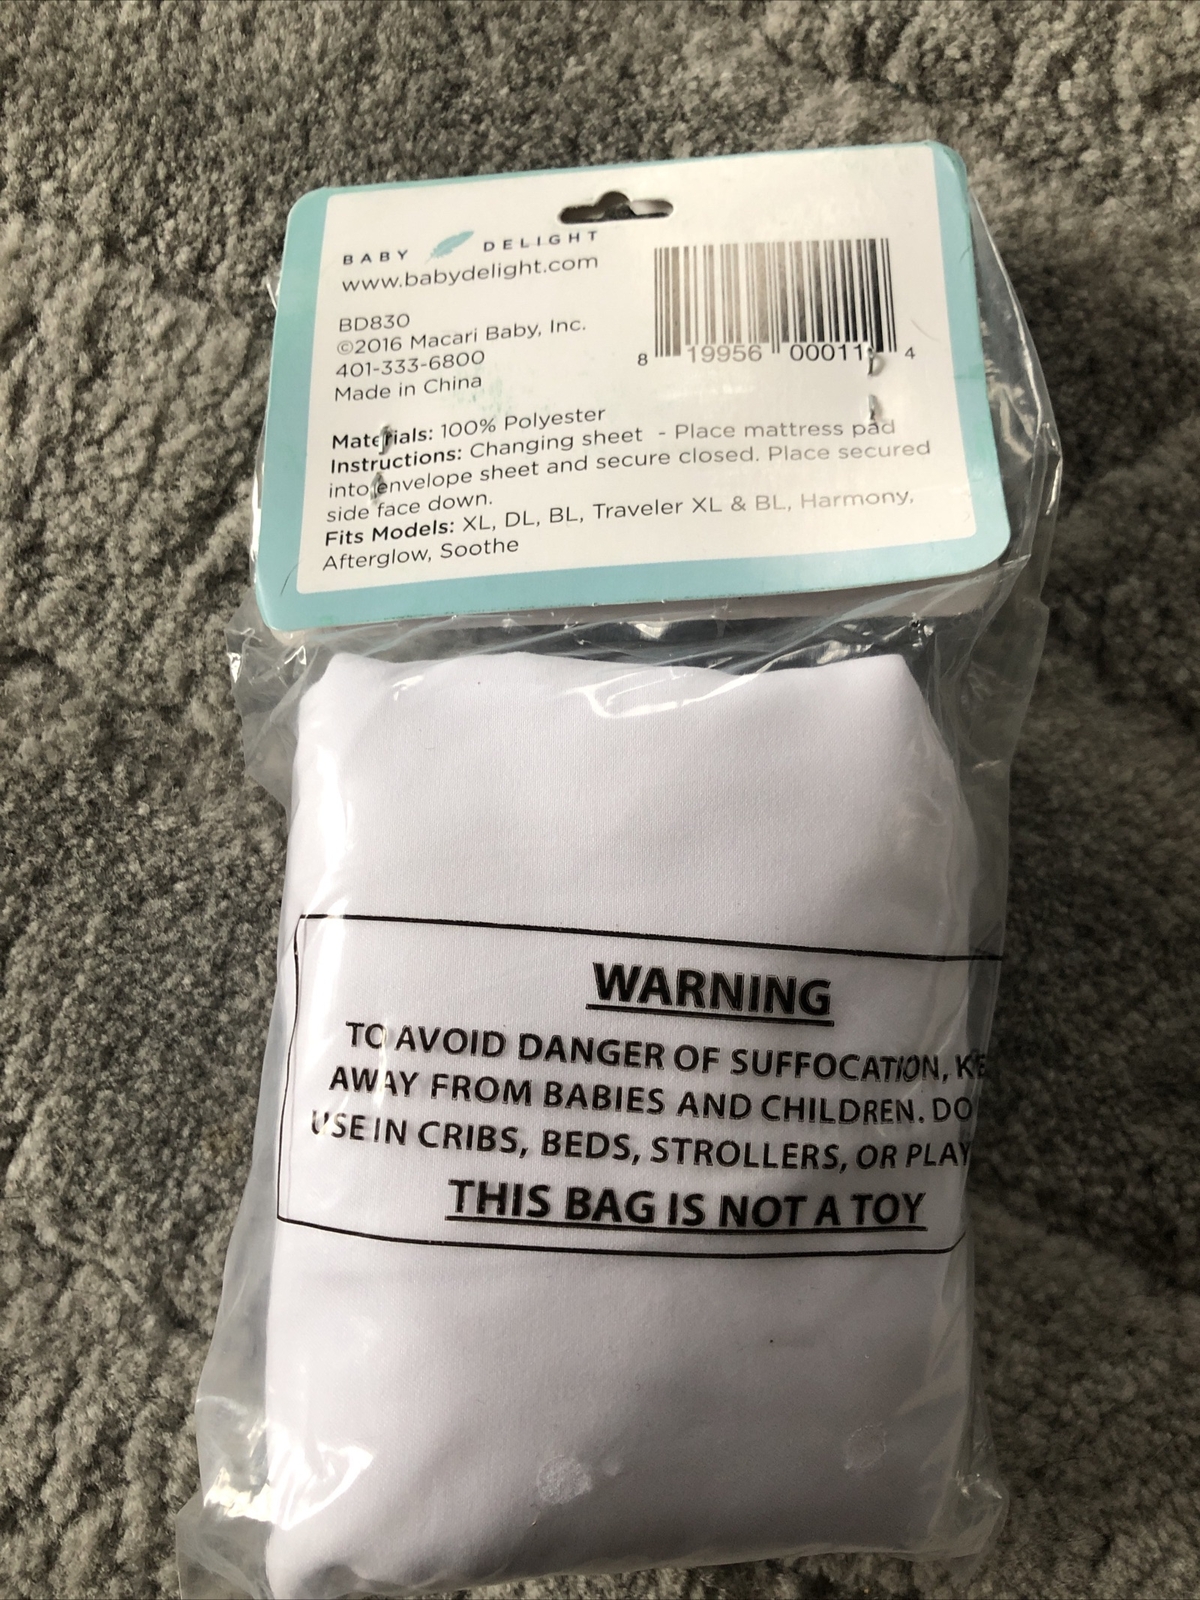 BABY DELIGHT
www.babydelight.com
BD830
©2016 Macari Baby, Inc.
401-333-6800
Made in China
8 19956 00011 4
Materials: 100% Polyester
Instructions: Changing sheet - Place mattress pad
into envelope sheet and secure closed. Place secured
side face down.
Fits Models: XL, DL, BL, Traveler XL & BL, Harmony,
Afterglow, Soothe
WARNING
TO AVOID DANGER OF SUFFOCATION,
AWAY FROM BABIES AND CHILDREN. DO
USE IN CRIBS, BEDS, STROLLERS, OR PLAY
THIS BAG IS NOT A TOY